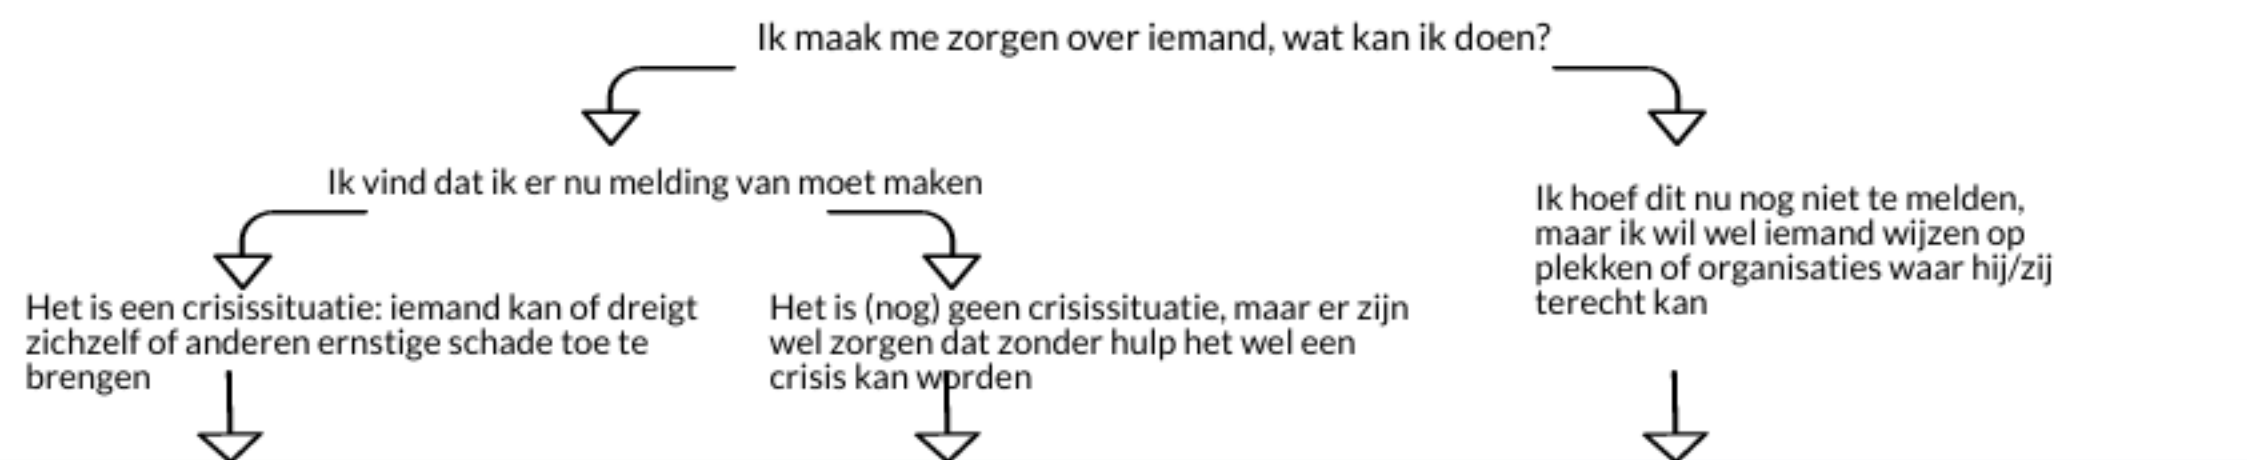 Ik maak me zorgen over iemand, wat kan ik doen?
Ik vind dat ik er nu melding van moet maken
Ik hoef dit nu nog niet te melden,
maar ik wil wel iemand wijzen op
plekken of organisaties waar hij/zij
terecht kan
Het is een crisissituatie: iemand kan of dreigt
zichzelf of anderen ernstige schade toe te
brengen
Het is (nog) geen crisissituatie, maar er zijn
wel zorgen dat zonder hulp het wel een
crisis kan worden